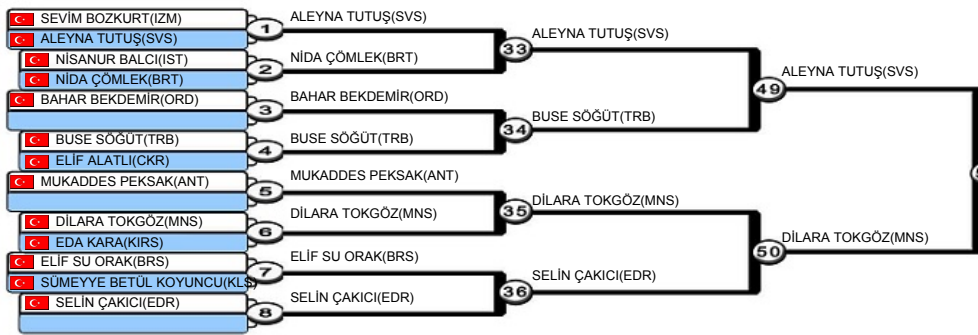 SEVİM BOZKURT(IZM)
ALEYNA TUTUŞ(SVS)
1
ALEYNA TUTUŞ(SVS)
NİSANUR BALCI(IST)
NİDA ÇÖMLEK(BRT)
2
NİDA ÇÖMLEK(BRT)
33
ALEYNA TUTUŞ(SVS)
BAHAR BEKDEMİR(ORD)
3
BAHAR BEKDEMİR(ORD)
BUSE SÖĞÜT(TRB)
ELİF ALATLI(CKR)
4
BUSE SÖĞÜT(TRB)
34
BUSE SÖĞÜT(TRB)
49
ALEYNA TUTUŞ(SVS)
MUKADDES PEKSAK(ANT)
5
MUKADDES PEKSAK(ANT)
DİLARA TOKGÖZ(MNS)
EDA KARA(KIRS)
6
DİLARA TOKGÖZ(MNS)
35
DİLARA TOKGÖZ(MNS)
ELİF SU ORAK(BRS)
SÜMEYYE BETÜL KOYUNCU(KLS)
7
ELİF SU ORAK(BRS)
SELİN ÇAKICI(EDR)
8
SELİN ÇAKICI(EDR)
36
SELİN ÇAKICI(EDR)
50
DİLARA TOKGÖZ(MNS)